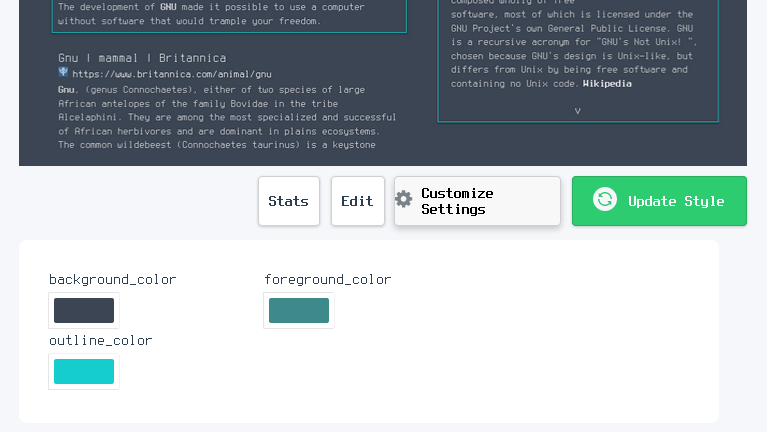 The development of GNU made it possible to use a computer
without software that would trample your freedom.
Gnu | mammal | Britannica
https://www.britannica.com/animal/gnu
Gnu, (genus Connochaetes), either of two species of large
African antelopes of the family Bovidae in the tribe
Alcelaphini. They are among the most specialized and successful
of African herbivores and are dominant in plains ecosystems.
The common wildebeest (Connochaetes taurinus) is a keystone
composed wholly of free
software, most of which is licensed under the
GNU Project's own General Public License. GNU
is a recursive acronym for "GNU's Not Unix! ",
chosen because GNU's design is Unix-like, but
differs from Unix by being free software and
containing no Unix code. Wikipedia
v
Stats
Edit
Customize
Settings
Update Style
background_color
foreground_color
outline_color